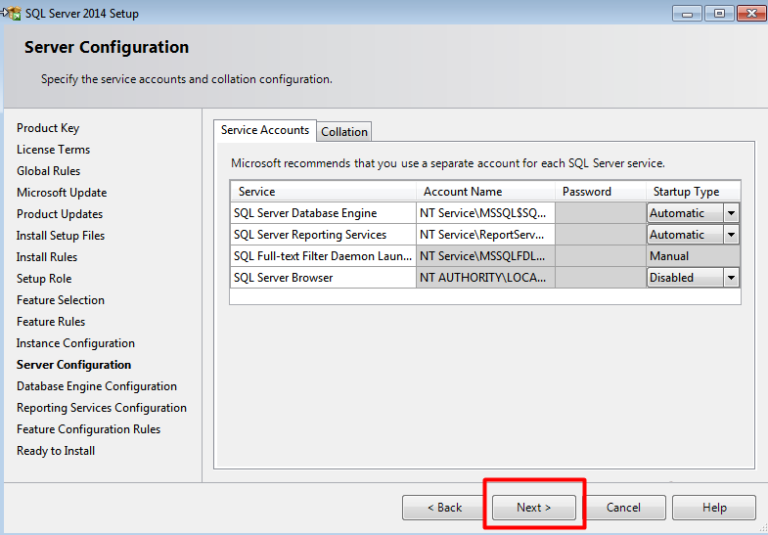 SQL Server 2014 Setup
Server Configuration
Specify the service accounts and collation configuration.
Product Key
License Terms
Global Rules
Microsoft Update
Product Updates
Install Setup Files
Install Rules
Setup Role
Feature Selection
Feature Rules
Instance Configuration
Server Configuration
Database Engine Configuration
Reporting Services Configuration
Feature Configuration Rules
Ready to Install
Service Accounts Collation
Microsoft recommends that you use a separate account for each SQL Server service.
Service Account Name Password Startup Type
SQL Server Database Engine NT Service\MSSQL$SQ... Automatic
SQL Server Reporting Services NT Service\ReportServ... Automatic
SQL Full-text Filter Daemon Laun... NT Service\MSSQLFDL... Manual
SQL Server Browser NT AUTHORITY\LOCA... Disabled
< Back Next > Cancel Help